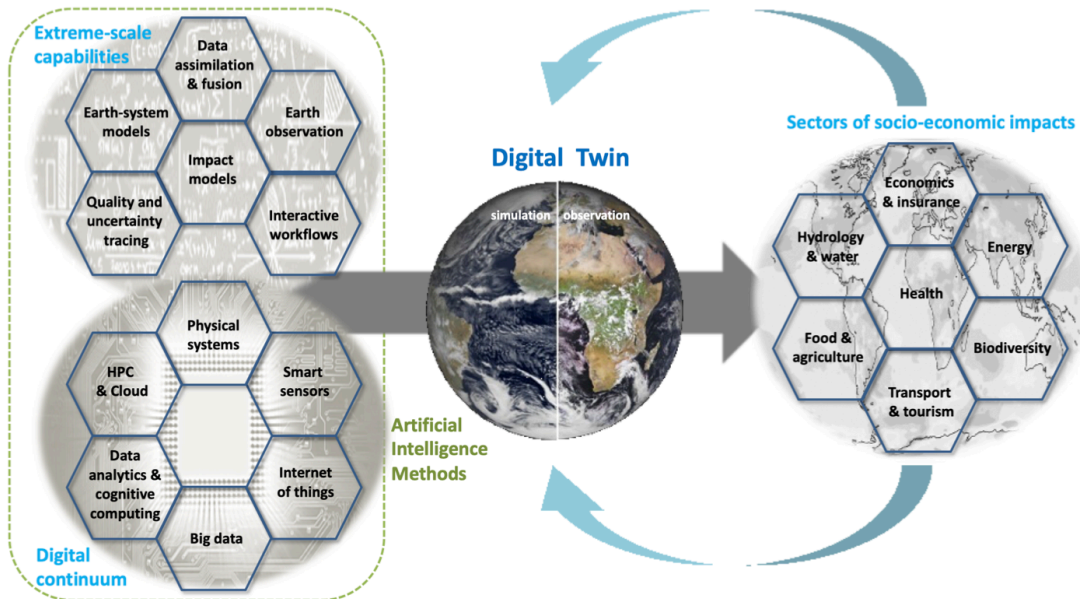 Extreme-scale
capabilities
Data
assimilation
& fusion
Earth-system
models
Earth
observation
Impact
models
Quality and
uncertainty
tracing
Interactive
workflows
Physical
systems
HPC
& Cloud
Smart
sensors
Data
analytics &
cognitive
computing
Internet
of things
Big data
Digital
continuum
Artificial
Intelligence
Methods
Digital Twin
simulation
observation
Sectors of socio-economic impacts
Economics
& insurance
Hydrology
& water
Energy
Health
Food &
agriculture
Biodiversity
Transport
& tourism